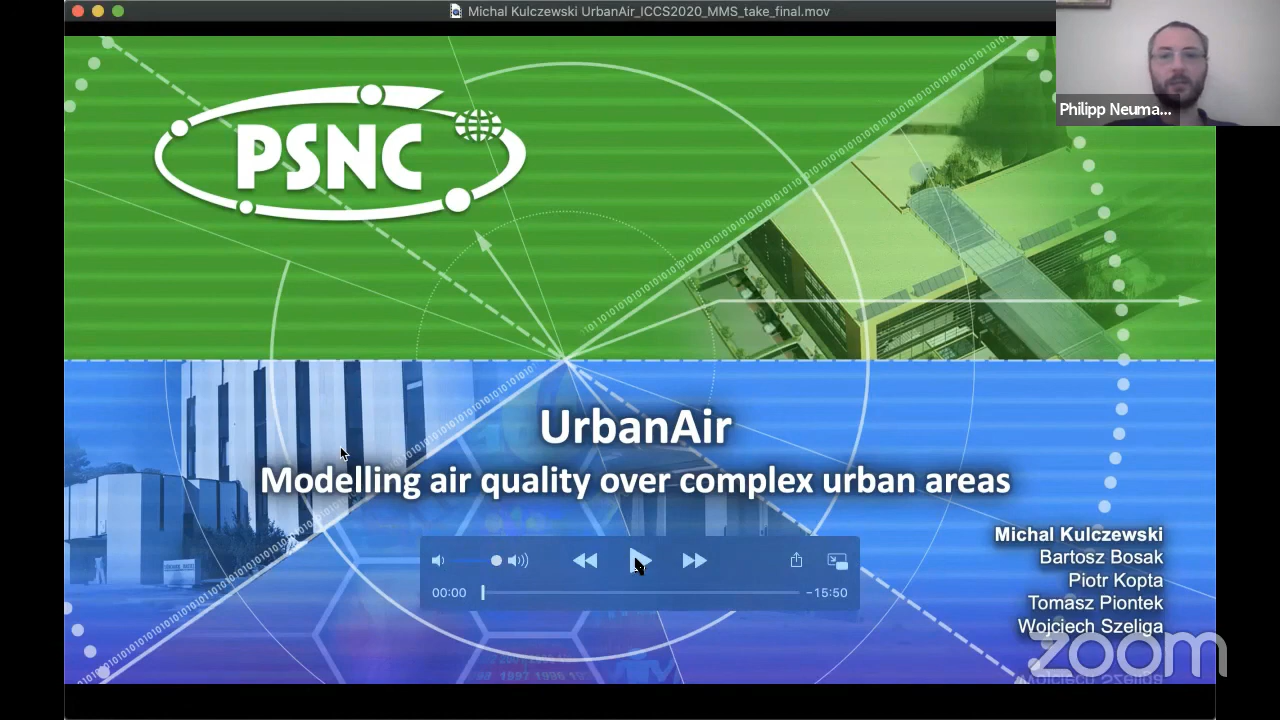 Michal Kulczewski UrbanAir_ICCS2020_MMS_take_final.mov
Philipp Neuma...
PSNC
UrbanAir
Modelling air quality over complex urban areas
Michal Kulczewski
Bartosz Bosak
Piotr Kopta
Tomasz Piontek
Wojciech Szeliga
00:00
-15:50
zoom